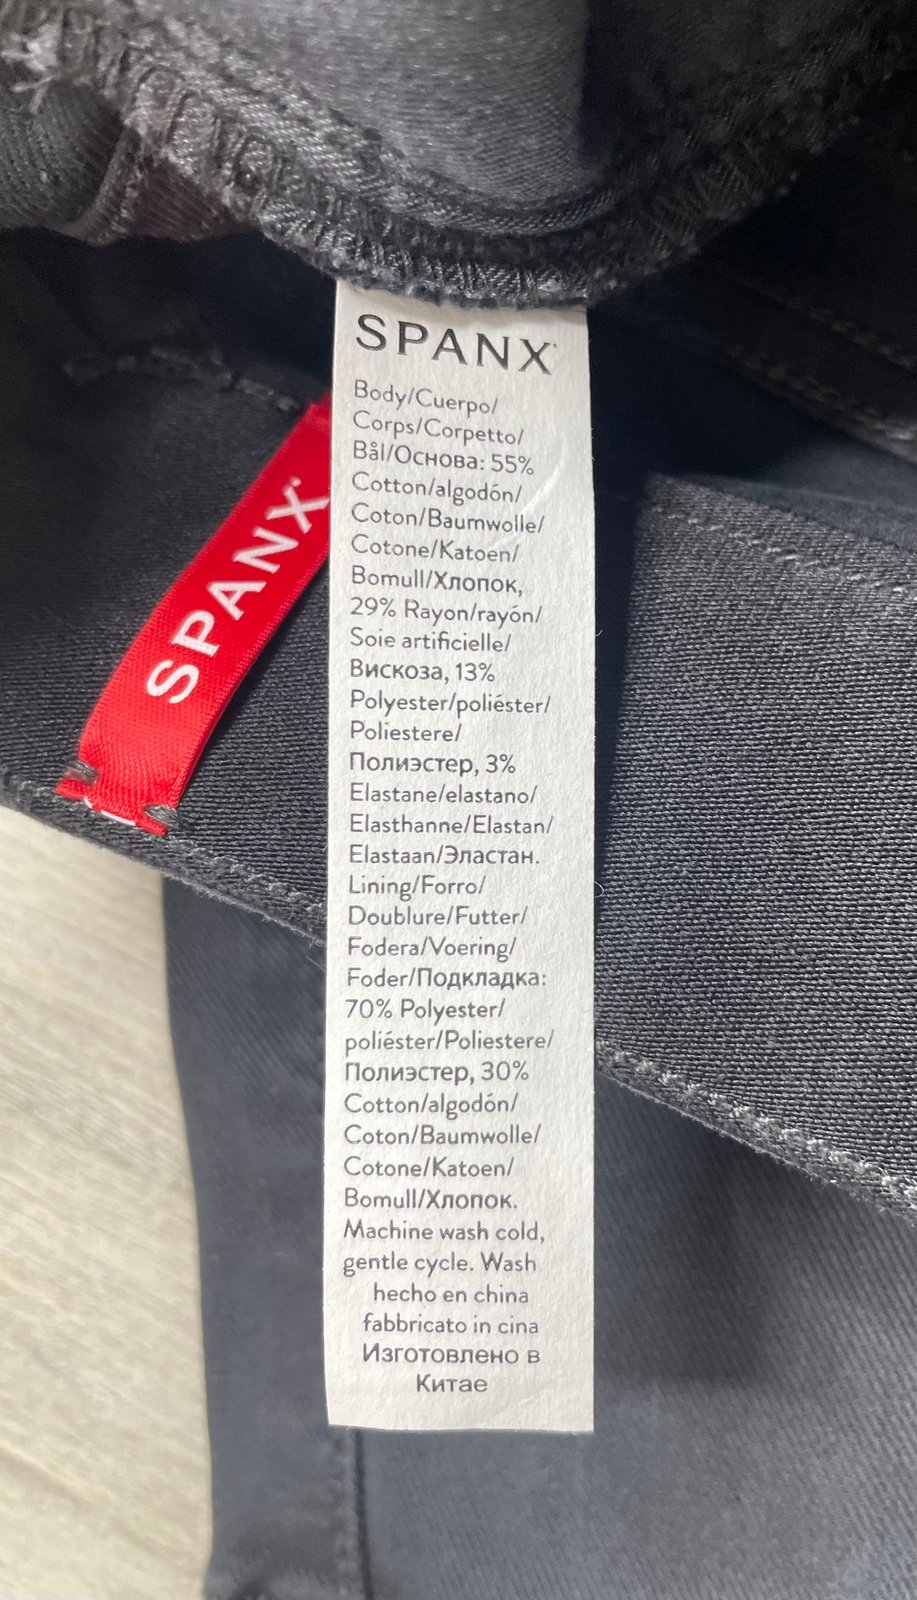 SPANX
Body/Cuerpo/
Corps/Corpetto/
Bål/Основа: 55%
Cotton/algodón/
Coton/Baumwolle/
Cotone/Katoen/
Bomull/Хлопок,
29% Rayon/rayón/
Soie artificielle/
Вискоза, 13%
Polyester/poliéster/
Poliestere/
Полиэстер, 3%
Elastane/elastano/
Elasthanne/Elastan/
Elastaan/Эластан.
Lining/Forro/
Doublure/Futter/
Fodera/Voering/
Foder/Подкладка:
70% Polyester/
poliéster/Poliestere/
Полиэстер, 30%
Cotton/algodón/
Coton/Baumwolle/
Cotone/Katoen/
Bomull/Хлопок.
Machine wash cold,
gentle cycle. Wash
hecho en china
fabbricato in cina
Изготовлено в
Китае
SPANX